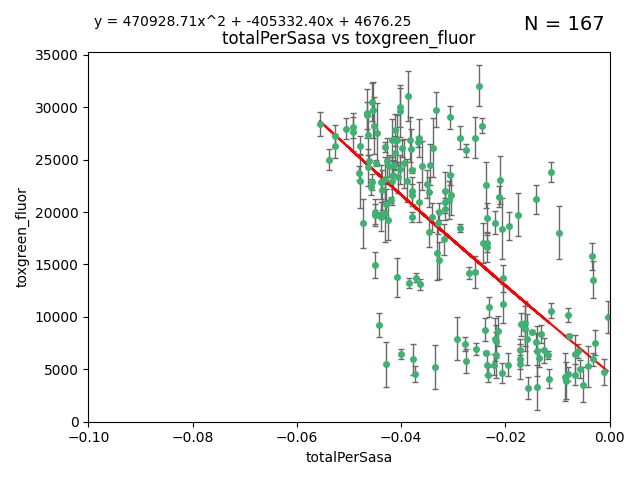 y = 470928.71x^2 + -405332.40x + 4676.25
N = 167
totalPerSasa vs toxgreen_fluor
35000
30000
25000
20000
15000
10000
5000
0
toxgreen_fluor
−0.10
−0.08
−0.06
−0.04
−0.02
0.00
totalPerSasa